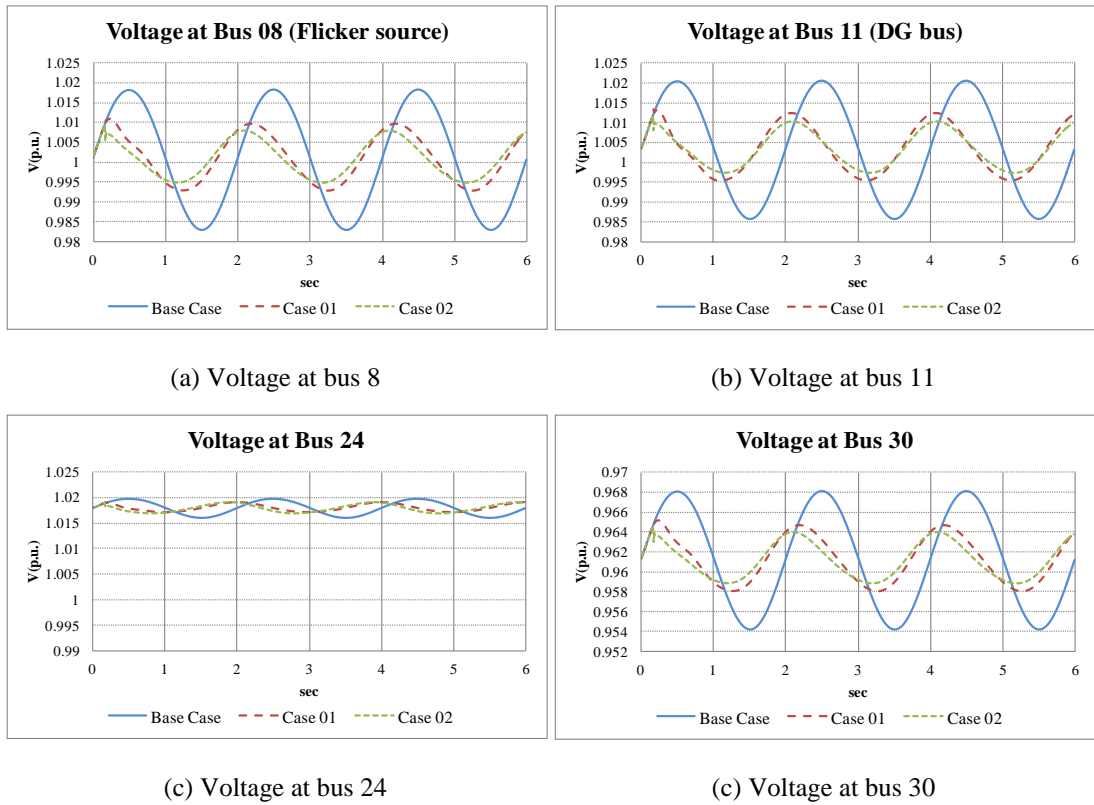 Voltage at Bus 08 (Flicker source)
1.025
1.02
1.015
1.01
1.005
1
0.995
0.99
0.985
0.98
V(p.u.)
0 1 2 3 4 5 6
sec
Base Case Case 01 Case 02
(a) Voltage at bus 8
Voltage at Bus 11 (DG bus)
1.025
1.02
1.015
1.01
1.005
1
0.995
0.99
0.985
0.98
V(p.u.)
0 1 2 3 4 5 6
sec
Base Case Case 01 Case 02
(b) Voltage at bus 11
Voltage at Bus 24
1.025
1.02
1.015
1.01
1.005
1
0.995
0.99
V(p.u.)
0 1 2 3 4 5 6
sec
Base Case Case 01 Case 02
(c) Voltage at bus 24
Voltage at Bus 30
0.97
0.968
0.966
0.964
0.962
0.96
0.958
0.956
0.954
0.952
V(p.u.)
0 1 2 3 4 5 6
sec
Base Case Case 01 Case 02
(c) Voltage at bus 30